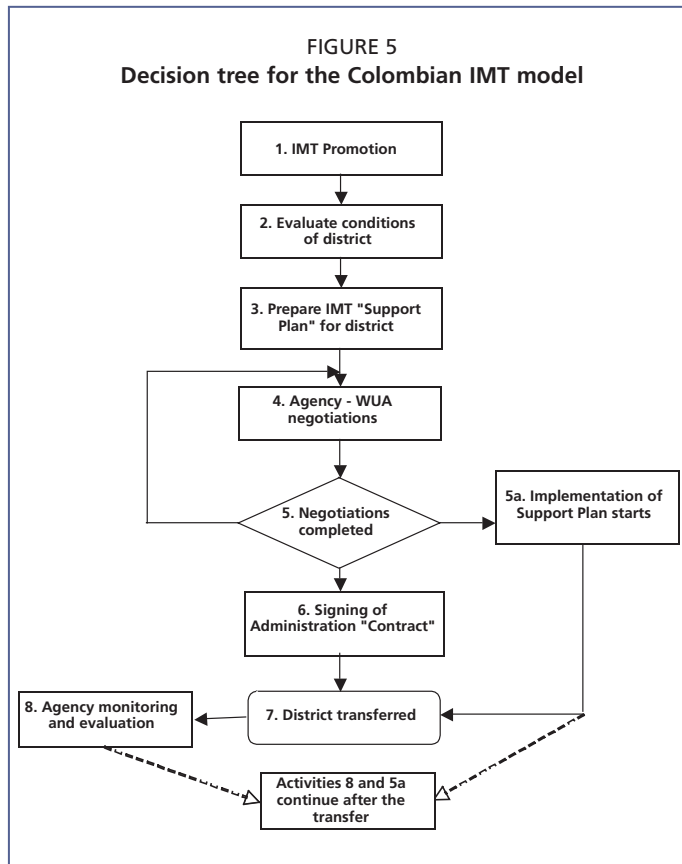 FIGURE 5
Decision tree for the Colombian IMT model
1. IMT Promotion
2. Evaluate conditions
of district
3. Prepare IMT "Support
Plan" for district
4. Agency - WUA
negotiations
5. Negotiations
completed
5a. Implementation of
Support Plan starts
6. Signing of
Administration "Contract"
7. District transferred
8. Agency monitoring
and evaluation
Activities 8 and 5a
continue after the
transfer